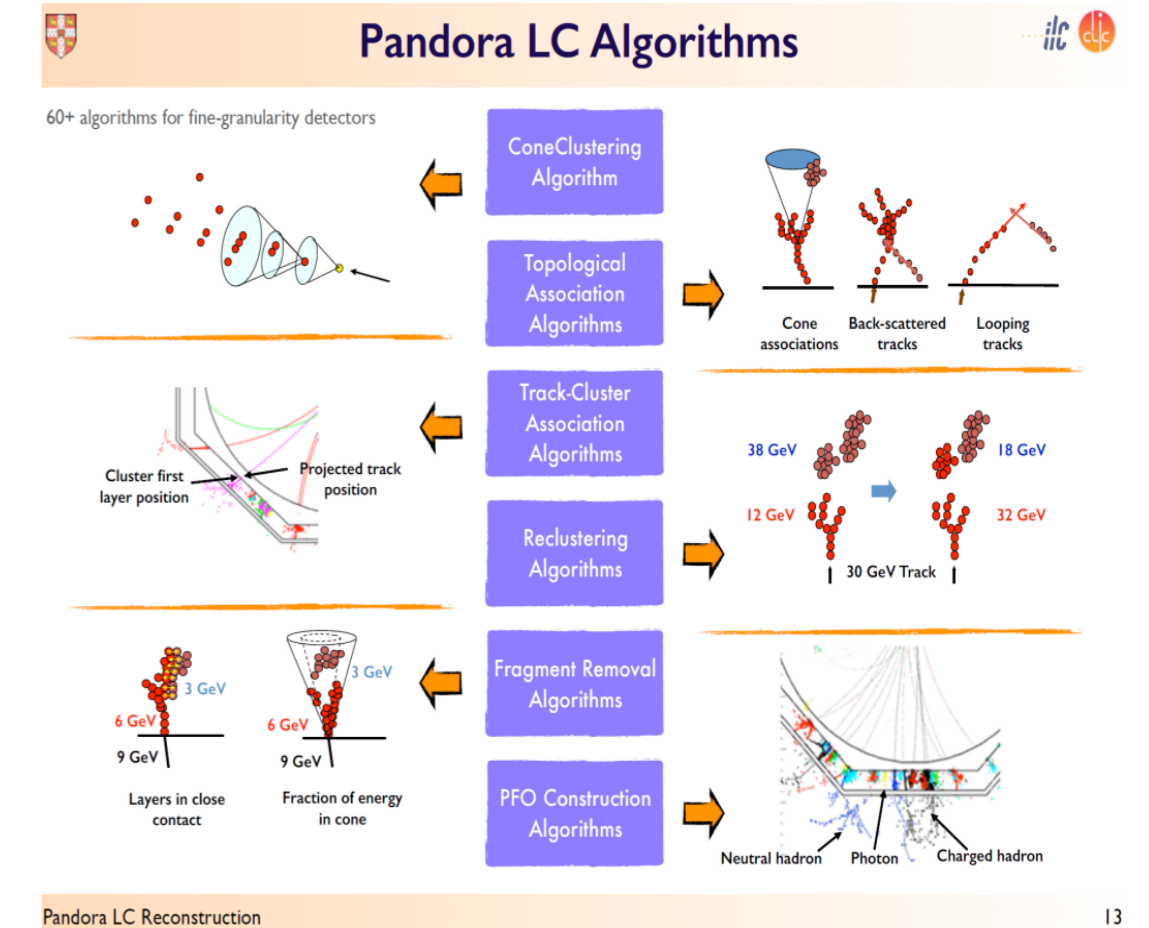 Pandora LC Algorithms
ilc
clic
60+ algorithms for fine-granularity detectors
ConeClustering
Algorithm
Topological
Association
Algorithms
Cone
associations
Back-scattered
tracks
Looping
tracks
Track-Cluster
Association
Algorithms
Cluster first
layer position
Projected track
position
Reclustering
Algorithms
38 GeV
18 GeV
12 GeV
32 GeV
30 GeV Track
Fragment Removal
Algorithms
3 GeV
6 GeV
9 GeV
Layers in close
contact
3 GeV
6 GeV
9 GeV
Fraction of energy
in cone
PFO Construction
Algorithms
Neutral hadron
Photon
Charged hadron
Pandora LC Reconstruction
13